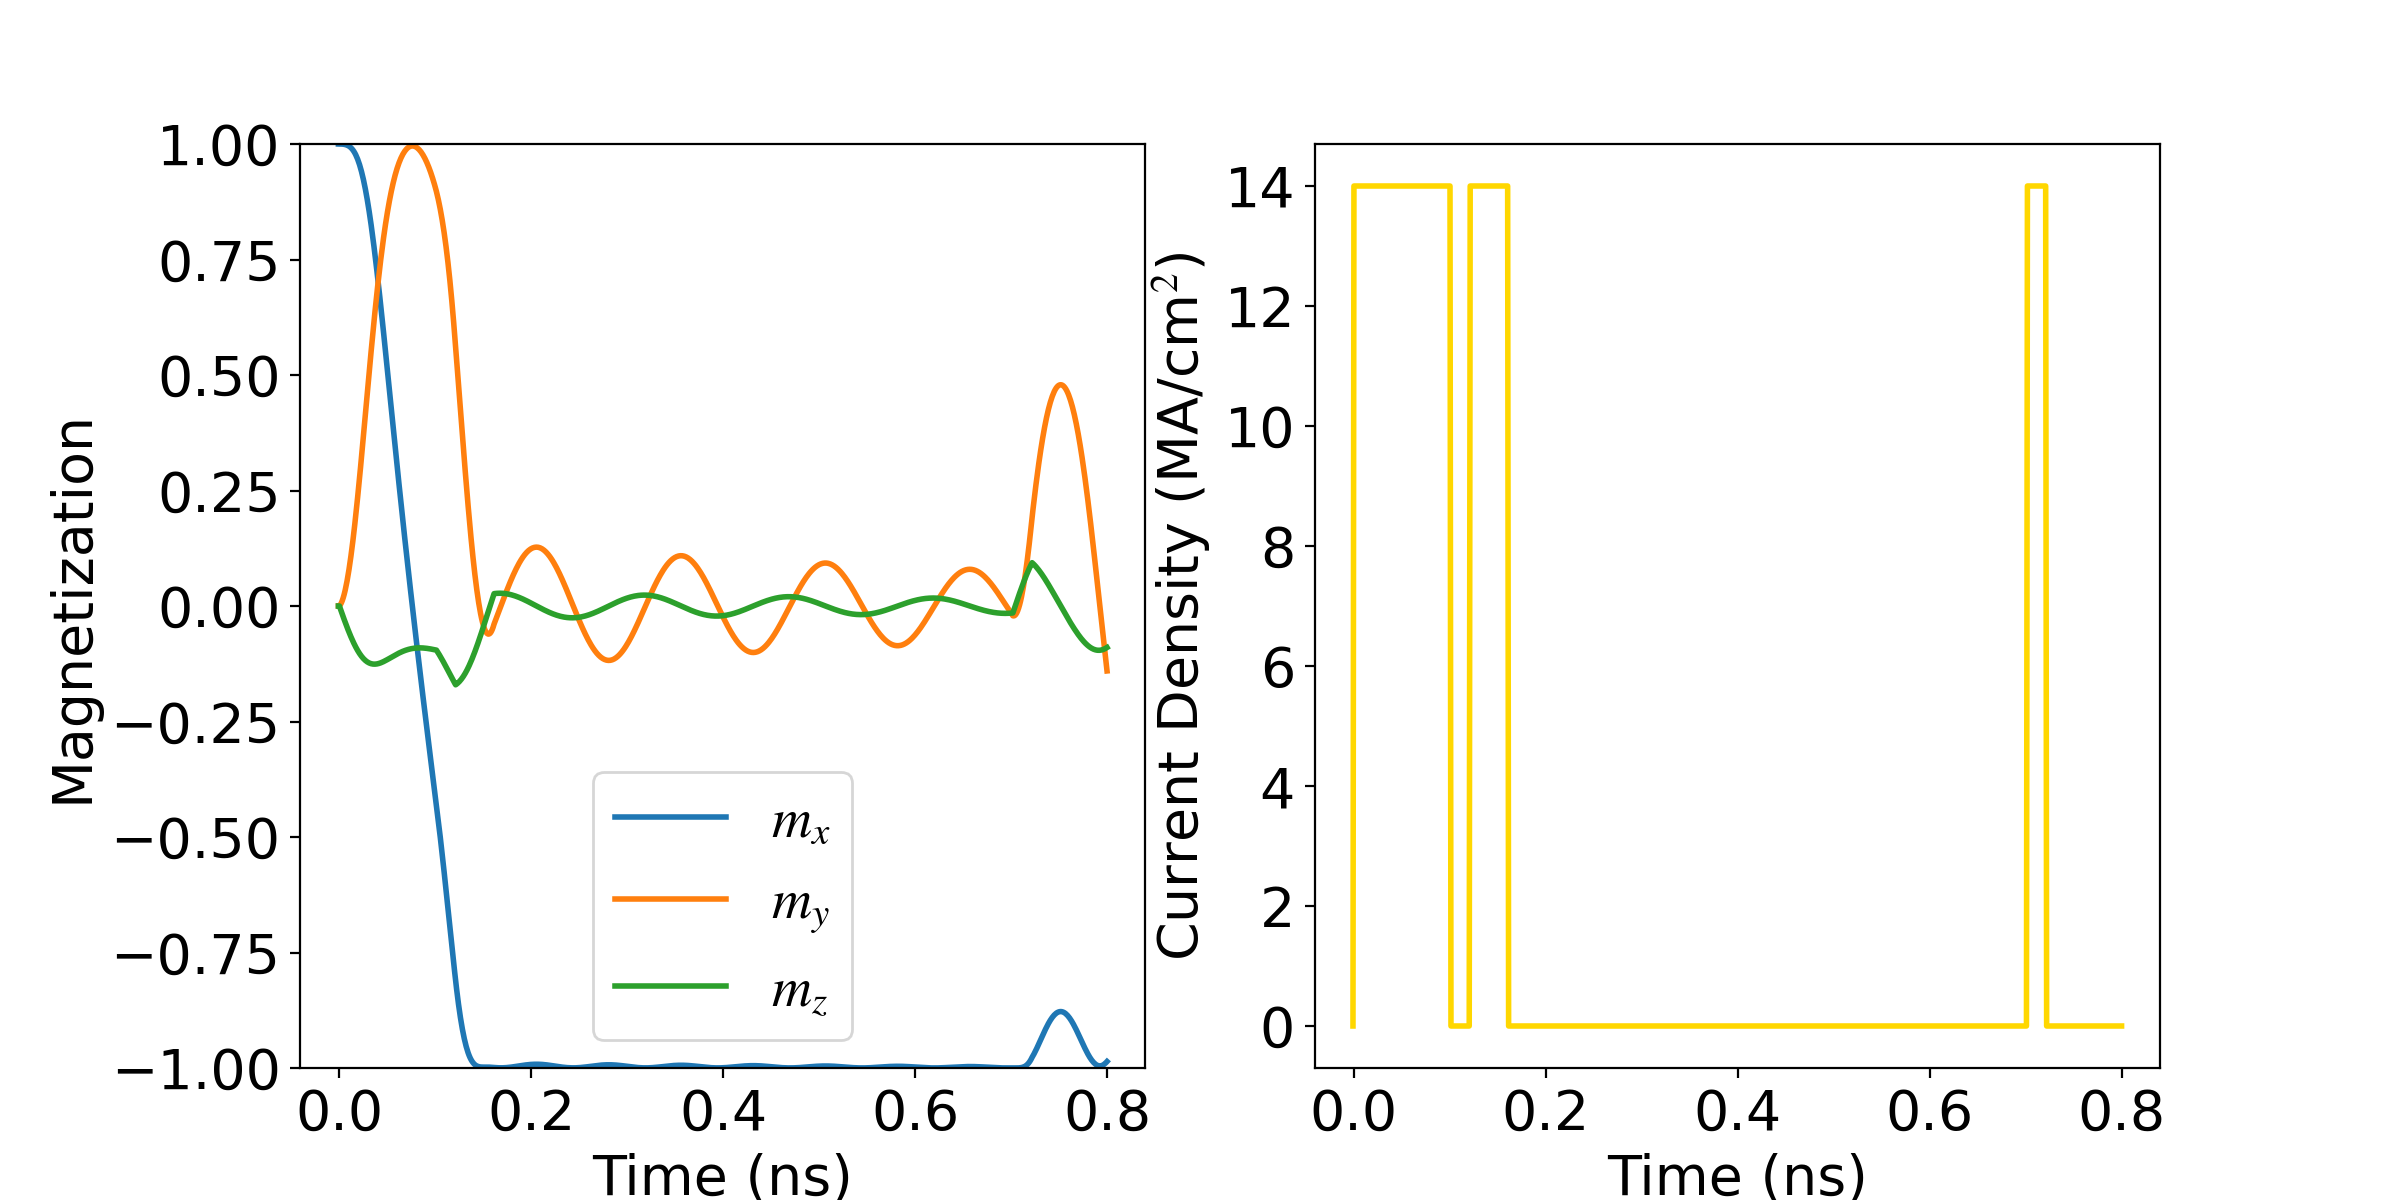 Magnetization
1.00
0.75
0.50
0.25
0.00
−0.25
−0.50
−0.75
−1.00
0.0 0.2 0.4 0.6 0.8
Time (ns)
m_x
m_y
m_z
Current Density (MA/cm²)
14
12
10
8
6
4
2
0
0.0 0.2 0.4 0.6 0.8
Time (ns)